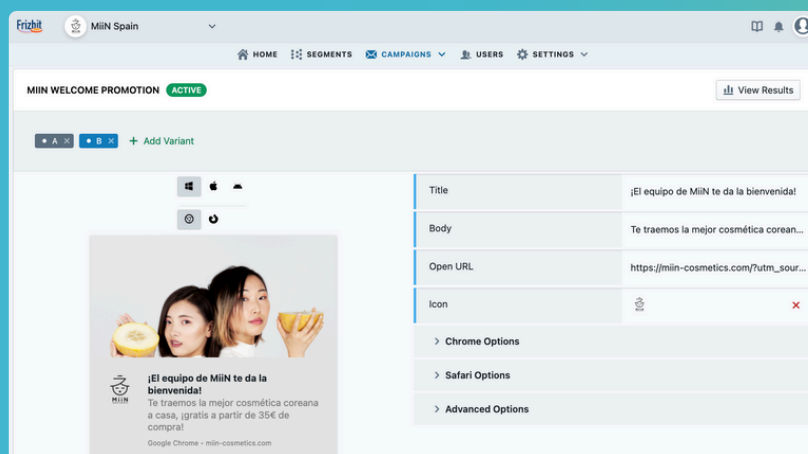 Frizhit
MiiN Spain
HOME
SEGMENTS
CAMPAIGNS
USERS
SETTINGS
MIIN WELCOME PROMOTION
ACTIVE
View Results
A
B
+ Add Variant
Title
¡El equipo de MiiN te da la bienvenida!
Body
Te traemos la mejor cosmética corean...
Open URL
https://miin-cosmetics.com/?utm_sour...
Icon
Chrome Options
Safari Options
Advanced Options
MiiN
¡El equipo de MiiN te da la
bienvenida!
Te traemos la mejor cosmética coreana
a casa, ¡gratis a partir de 35€ de
compra!
Google Chrome • miin-cosmetics.com